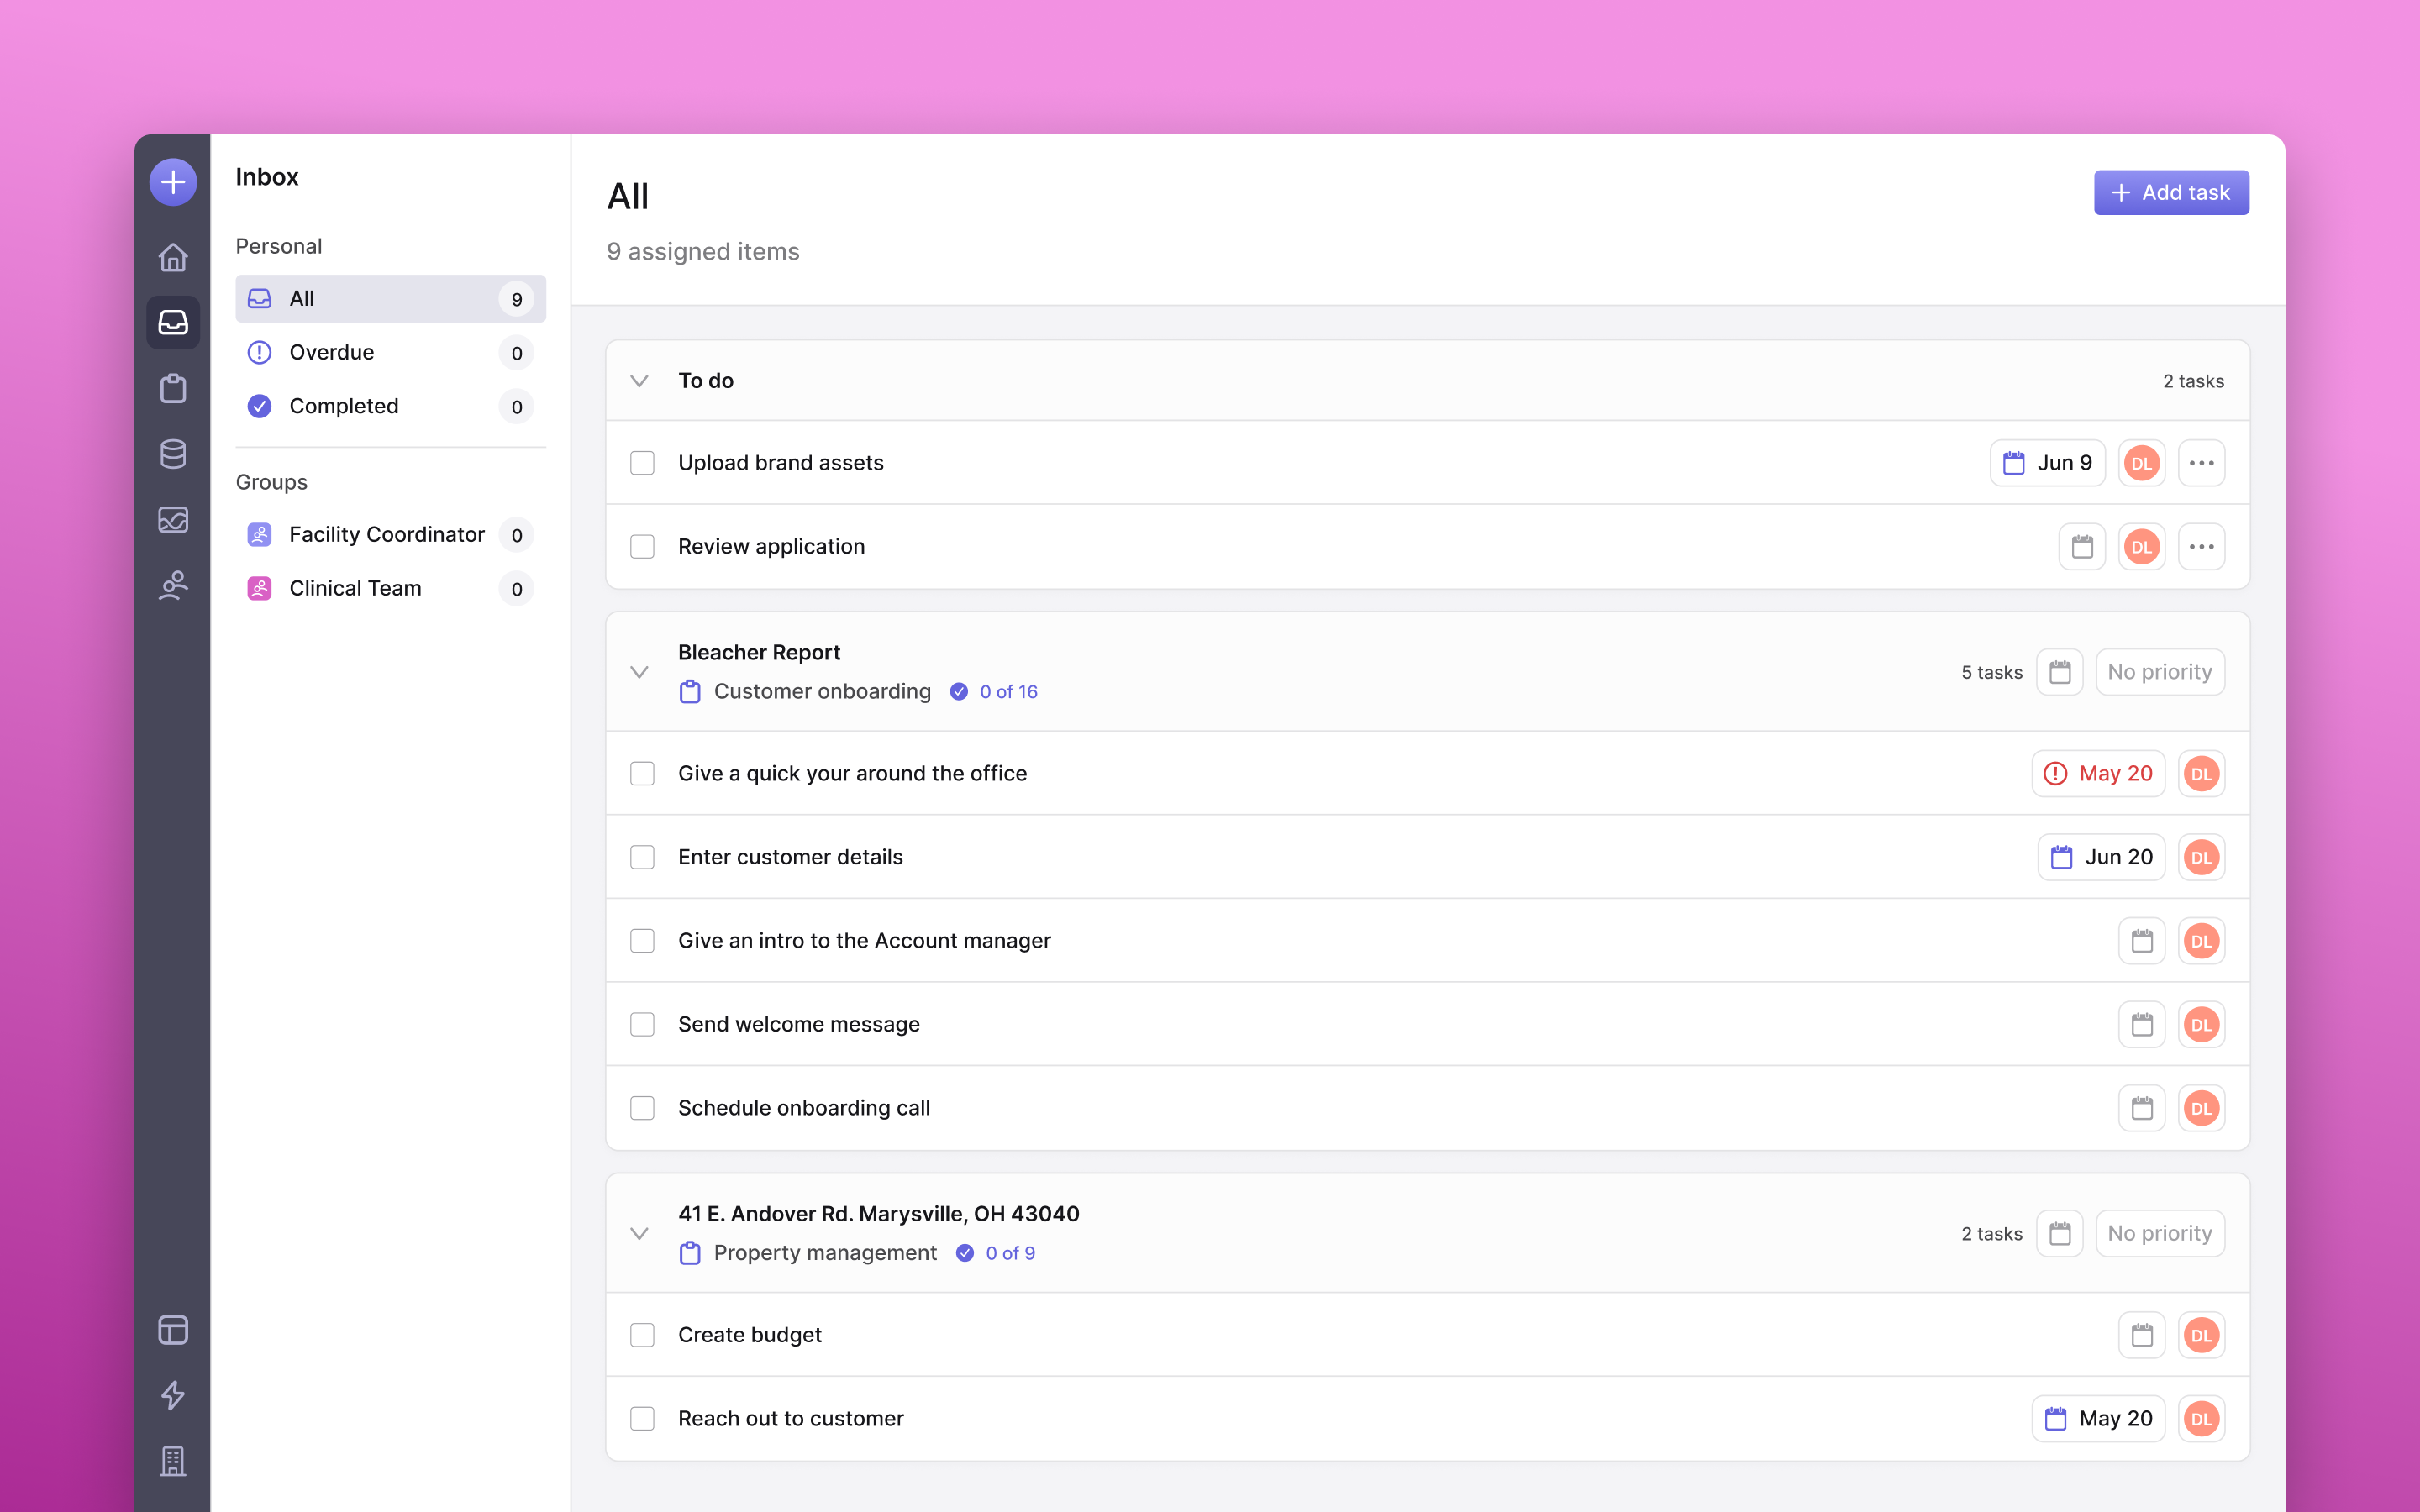 Inbox
Personal
All 9
Overdue 0
Completed 0
Groups
Facility Coordinator 0
Clinical Team 0
All
9 assigned items
Add task
To do 2 tasks
Upload brand assets Jun 9 DL
Review application DL
Bleacher Report
Customer onboarding 0 of 16
5 tasks No priority
Give a quick your around the office May 20 DL
Enter customer details Jun 20 DL
Give an intro to the Account manager DL
Send welcome message DL
Schedule onboarding call DL
41 E. Andover Rd. Marysville, OH 43040
Property management 0 of 9
2 tasks No priority
Create budget DL
Reach out to customer May 20 DL